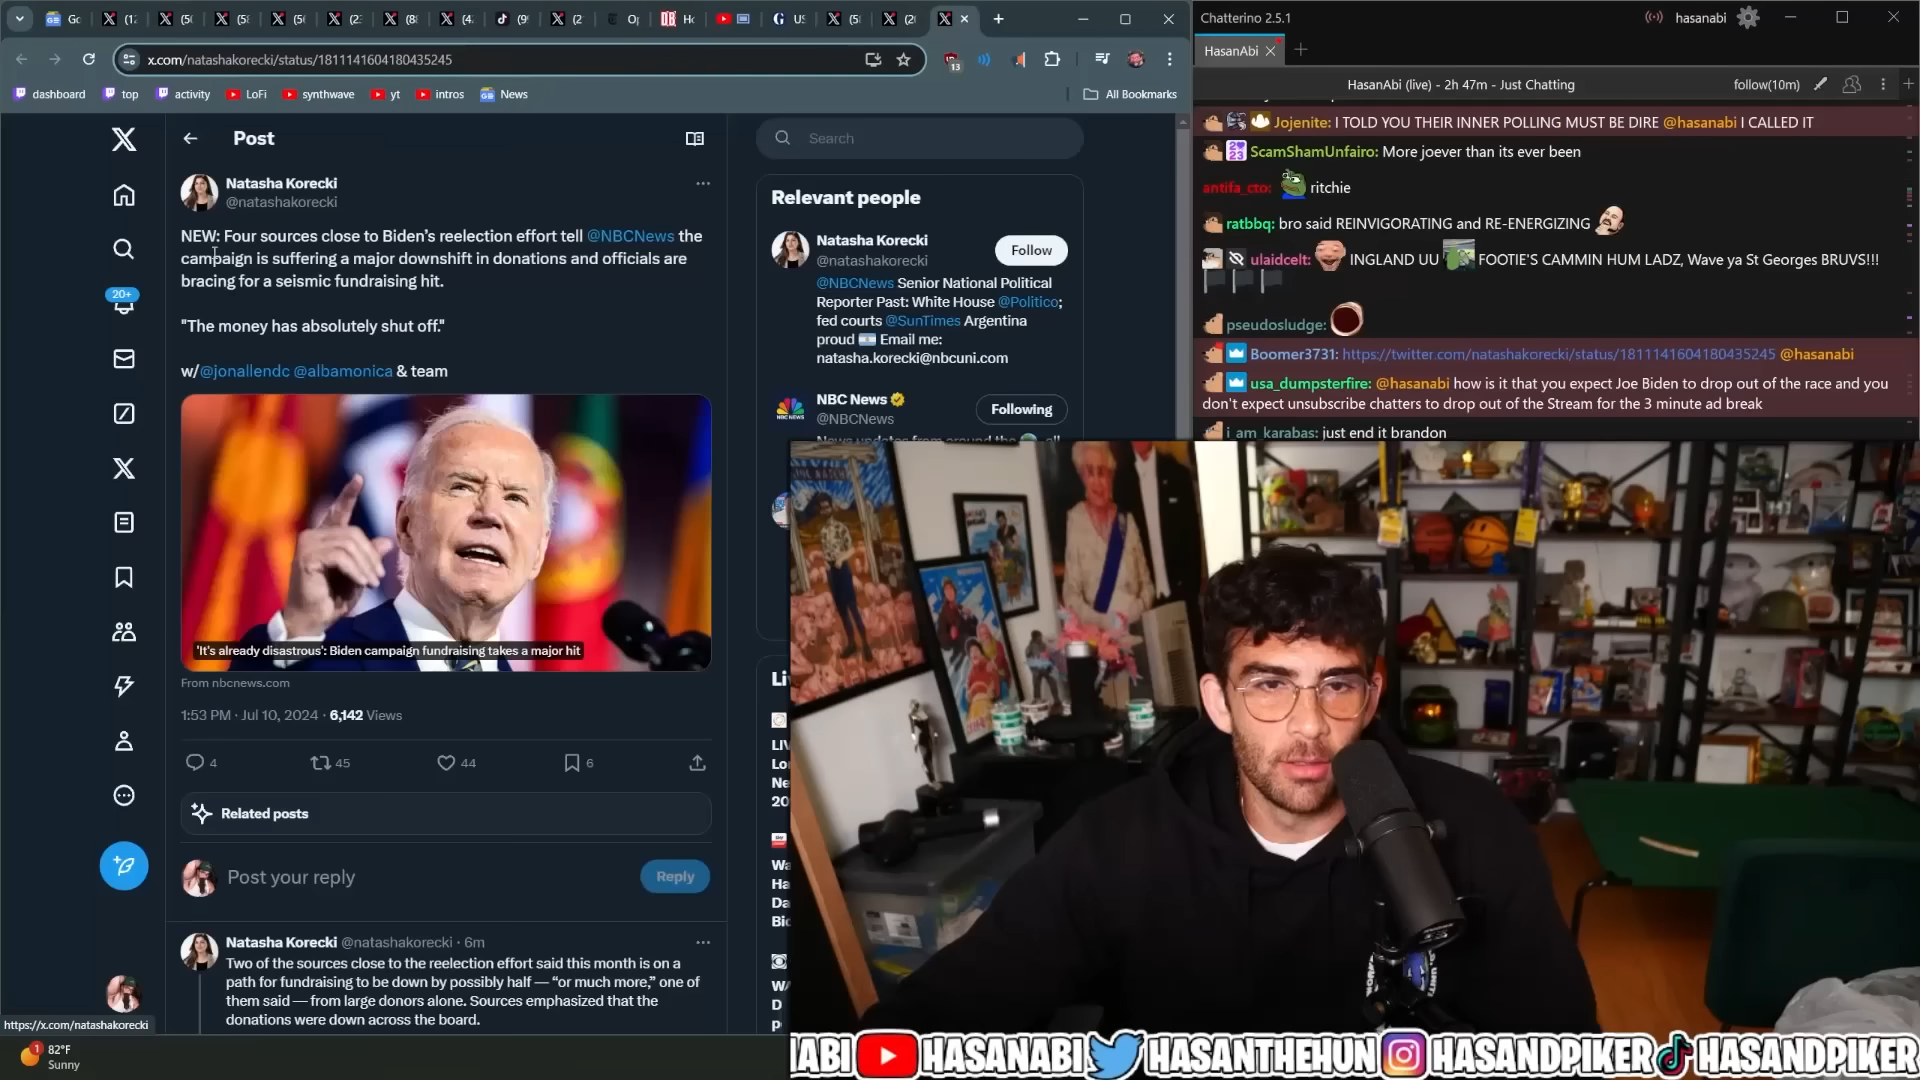 x.com/natashakorecki/status/1811141604180435245
13
dashboard
top
activity
LoFi
synthwave
yt
intros
News
All Bookmarks
Post
Search
Natasha Korecki
@natashakorecki
NEW: Four sources close to Biden's reelection effort tell @NBCNews the
campaign is suffering a major downshift in donations and officials are
bracing for a seismic fundraising hit.
"The money has absolutely shut off."
w/@jonallendc @albamonica & team
'It's already disastrous': Biden campaign fundraising takes a major hit
From nbcnews.com
1:53 PM · Jul 10, 2024 · 6,142 Views
4
45
44
6
Related posts
Post your reply
Reply
Natasha Korecki @natashakorecki · 6m
Two of the sources close to the reelection effort said this month is on a
path for fundraising to be down by possibly half — “or much more,” one of
them said — from large donors alone. Sources emphasized that the
donations were down across the board.
20+
https://x.com/natashakorecki
1
82°F
Sunny
Relevant people
Natasha Korecki
@natashakorecki
Follow
@NBCNews Senior National Political
Reporter Past: White House @Politico;
fed courts @SunTimes Argentina
proud Email me:
natasha.korecki@nbcuni.com
NBC News
@NBCNews
Following
Chatterino 2.5.1
hasanabi
HasanAbi
HasanAbi (live) - 2h 47m - Just Chatting
follow(10m)
Jojenite: I TOLD YOU THEIR INNER POLLING MUST BE DIRE @hasanabi I CALLED IT
ScamShamUnfairo: More joever than its ever been
antifa_cto: ritchie
ratbbq: bro said REINVIGORATING and RE-ENERGIZING
ulaidcelt: INGLAND UU FOOTIE'S CAMMIN HUM LADZ, Wave ya St Georges BRUVS!!!
pseudosludge:
Boomer3731: https://twitter.com/natashakorecki/status/1811141604180435245 @hasanabi
usa_dumpsterfire: @hasanabi how is it that you expect Joe Biden to drop out of the race and you
don't expect unsubscribe chatters to drop out of the Stream for the 3 minute ad break
i_am_karabas: just end it brandon
ABI HASANABI HASANTHEHUN HASANDPIKER HASANDPIKER